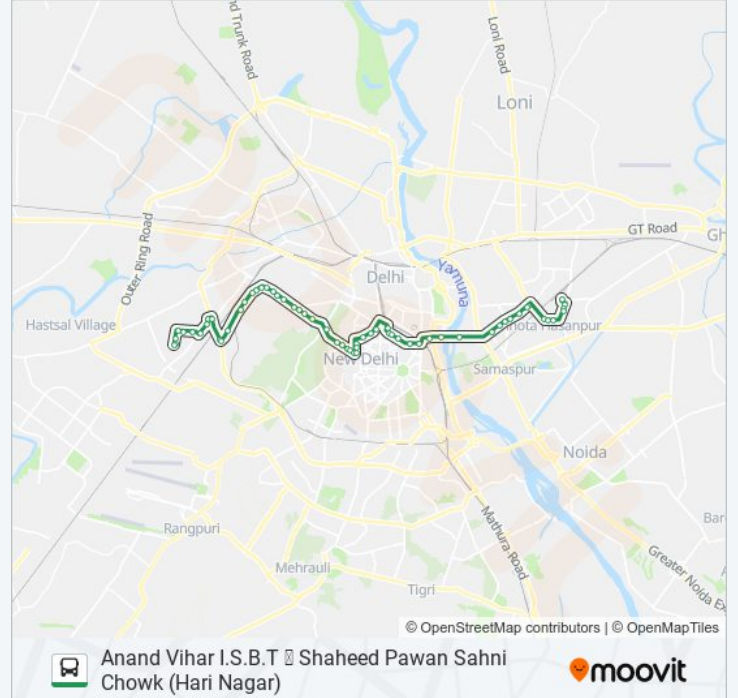 nd Trunk Road
Loni Road
Loni
Outer Ring Road
GT Road
Gh
Delhi
Yamuna
Hastsal Village
hota Hasanpur
New Delhi
Samaspur
Noida
Rangpuri
Mathura Road
Bar
Mehrauli
Greater Noida Ex
Tigri
© OpenStreetMap contributors | © OpenMapTiles
Anand Vihar I.S.B.T Shaheed Pawan Sahni
Chowk (Hari Nagar)
moovit